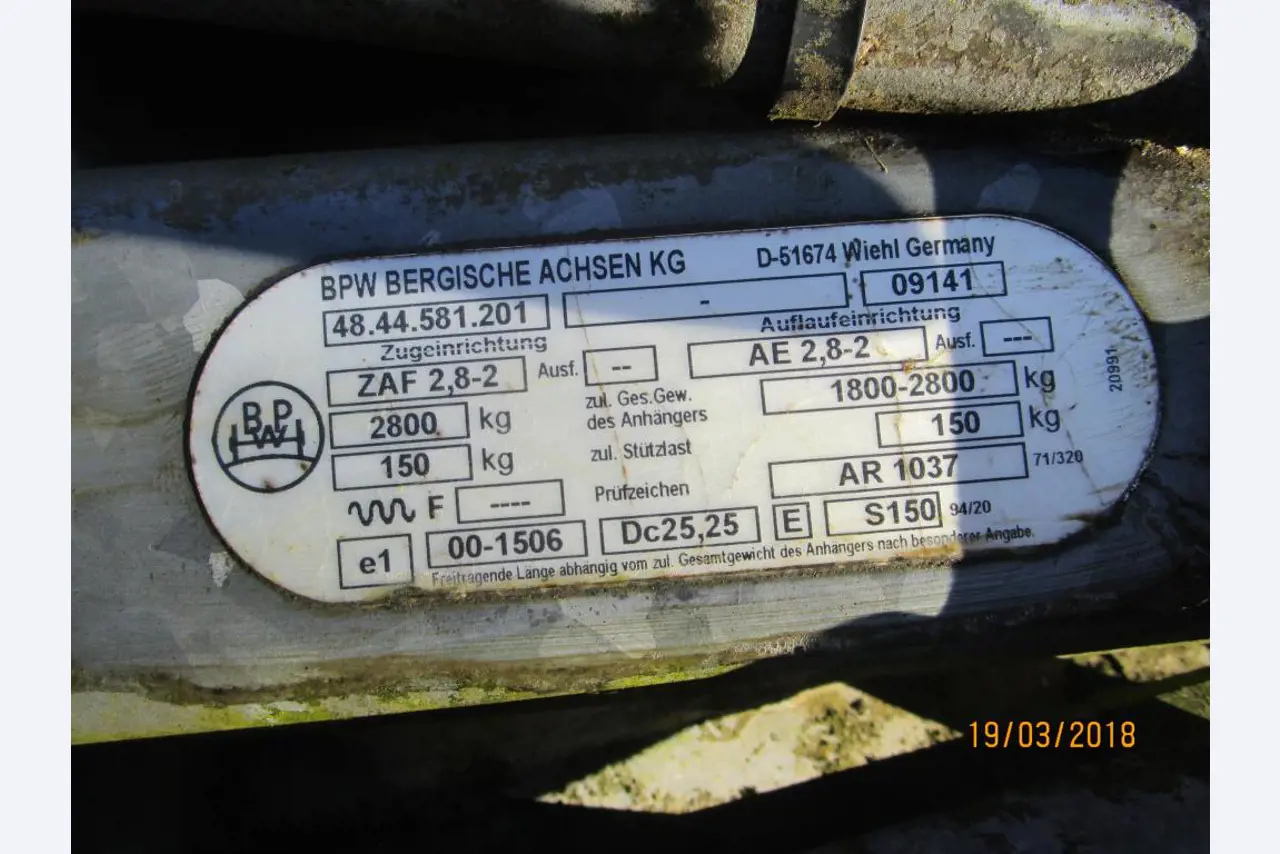 BPW BERGISCHE ACHSEN KG D-51674 Wiehl Germany
48.44.581.201 - 09141
Zugeinrichtung Auflaufeinrichtung
ZAF 2,8-2 Ausf. -- AE 2,8-2 Ausf. ---
2800 kg zul. Ges.Gew. des Anhängers 1800-2800 kg
150 kg zul. Stützlast 150 kg
F ---- Prüfzeichen AR 1037 71/320
e1 00-1506 Dc25,25 E S150 94/20
Freitragende Länge abhängig vom zul. Gesamtgewicht des Anhängers nach besonderer Angabe.
BPW
20991
19/03/2018